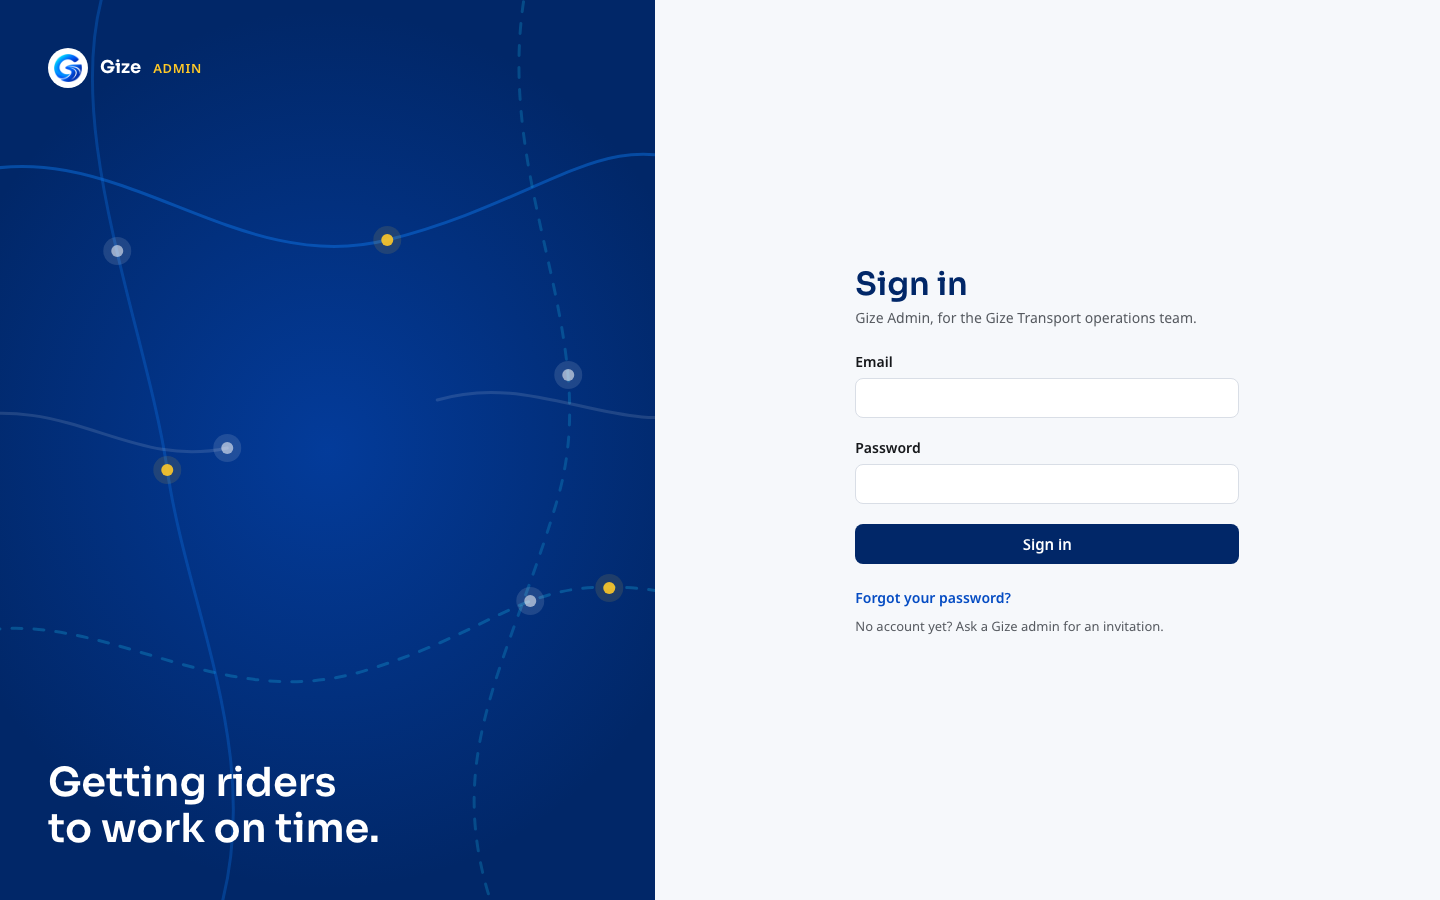 Gize ADMIN
Getting riders
to work on time.
Sign in
Gize Admin, for the Gize Transport operations team.
Email
Password
Sign in
Forgot your password?
No account yet? Ask a Gize admin for an invitation.